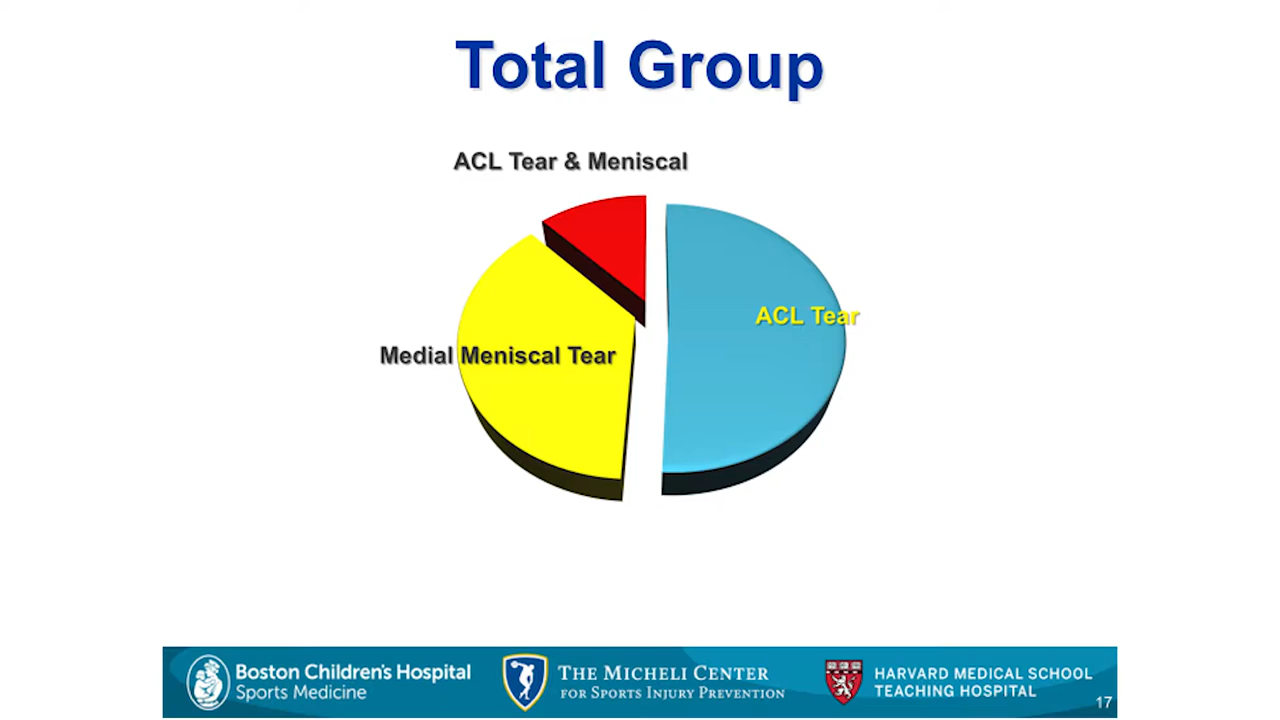 Total Group
ACL Tear & Meniscal
ACL Tear
Medial Meniscal Tear
Boston Children's Hospital
Sports Medicine
THE MICHELI CENTER
FOR SPORTS INJURY PREVENTION
HARVARD MEDICAL SCHOOL
TEACHING HOSPITAL
17